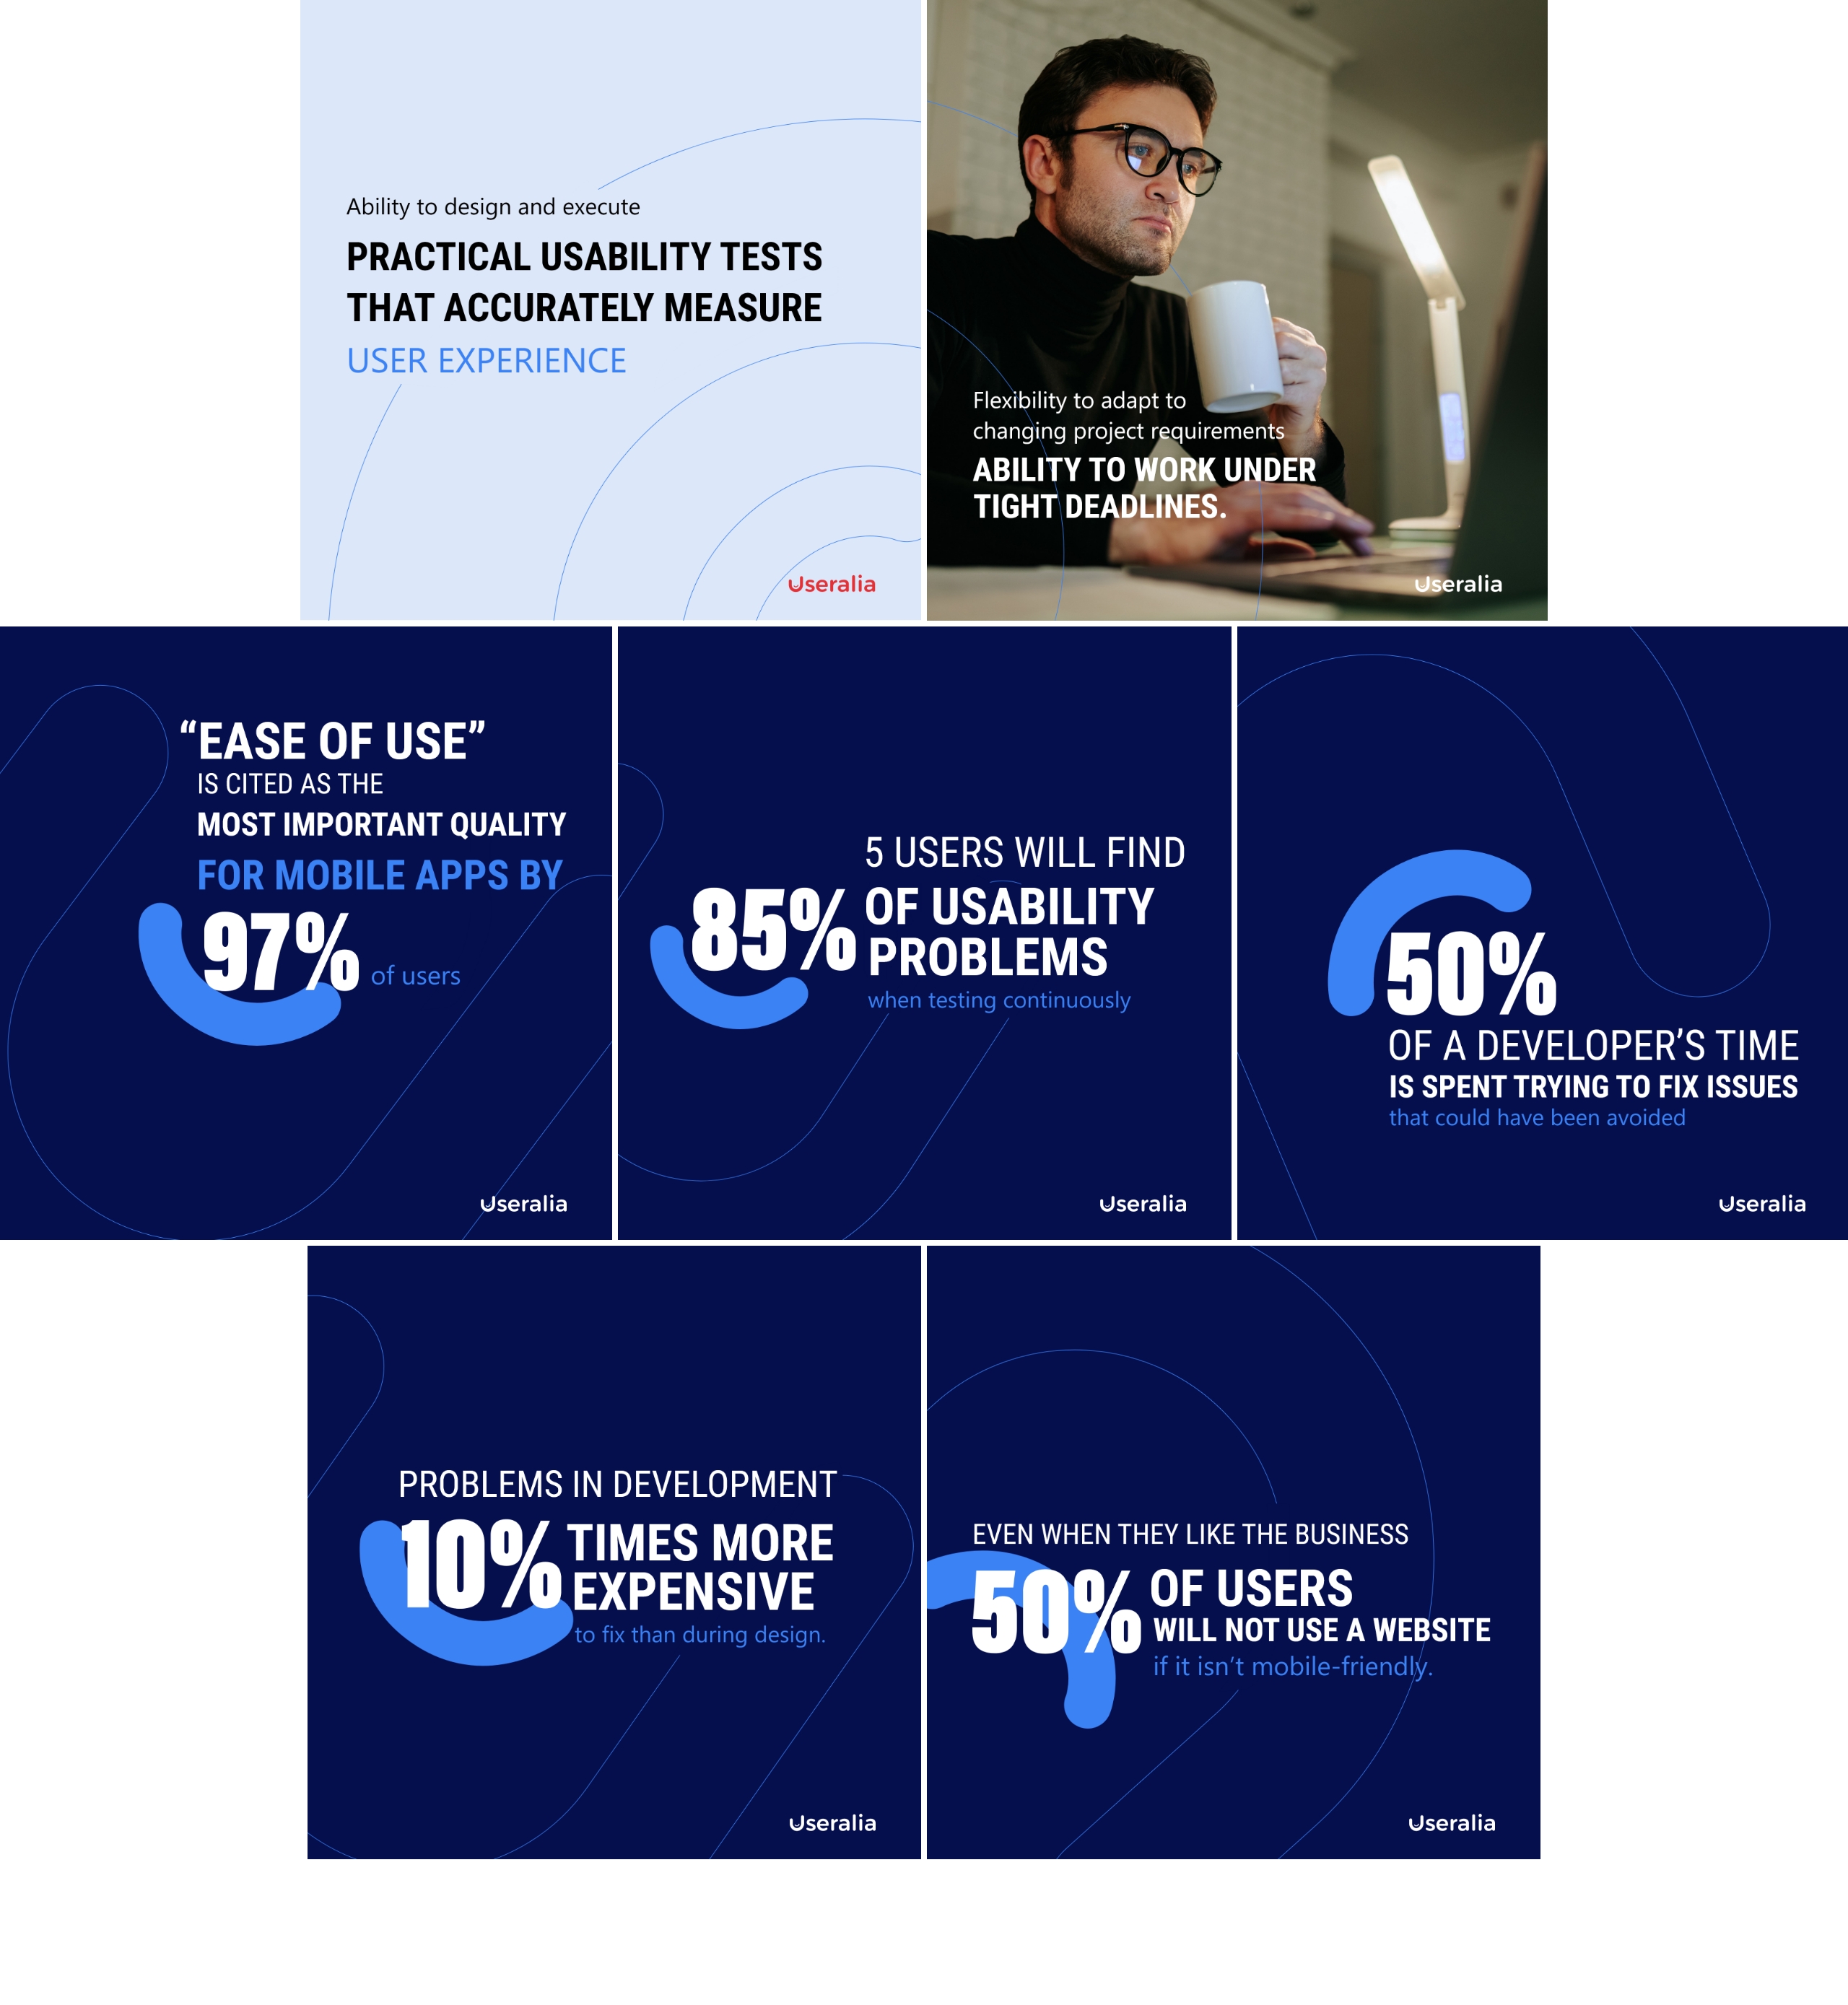 Ability to design and execute
PRACTICAL USABILITY TESTS
THAT ACCURATELY MEASURE
USER EXPERIENCE
Useralia
Flexibility to adapt to
changing project requirements
ABILITY TO WORK UNDER
TIGHT DEADLINES.
Useralia
“EASE OF USE”
IS CITED AS THE
MOST IMPORTANT QUALITY
FOR MOBILE APPS BY
97% of users
Useralia
5 USERS WILL FIND
85% OF USABILITY
PROBLEMS
when testing continuously
Useralia
50%
OF A DEVELOPER’S TIME
IS SPENT TRYING TO FIX ISSUES
that could have been avoided
Useralia
PROBLEMS IN DEVELOPMENT
10% TIMES MORE
EXPENSIVE
to fix than during design.
Useralia
EVEN WHEN THEY LIKE THE BUSINESS
50% OF USERS
WILL NOT USE A WEBSITE
if it isn’t mobile-friendly.
Useralia